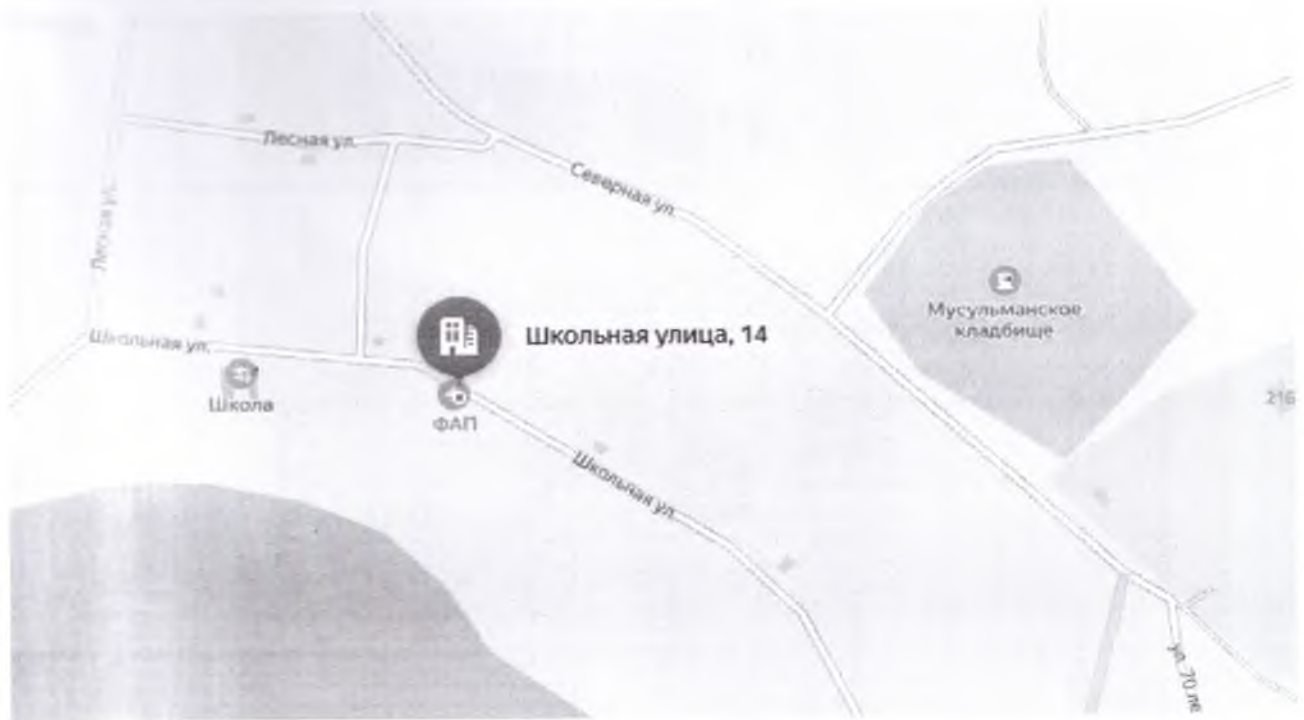 Лесная ул.
Северная ул.
Лесная ул.
Мусульманское
кладбище
Школьная улица, 14
Школьная ул.
216
Школа
ФАП
Школьная ул.
ул. 70 ле